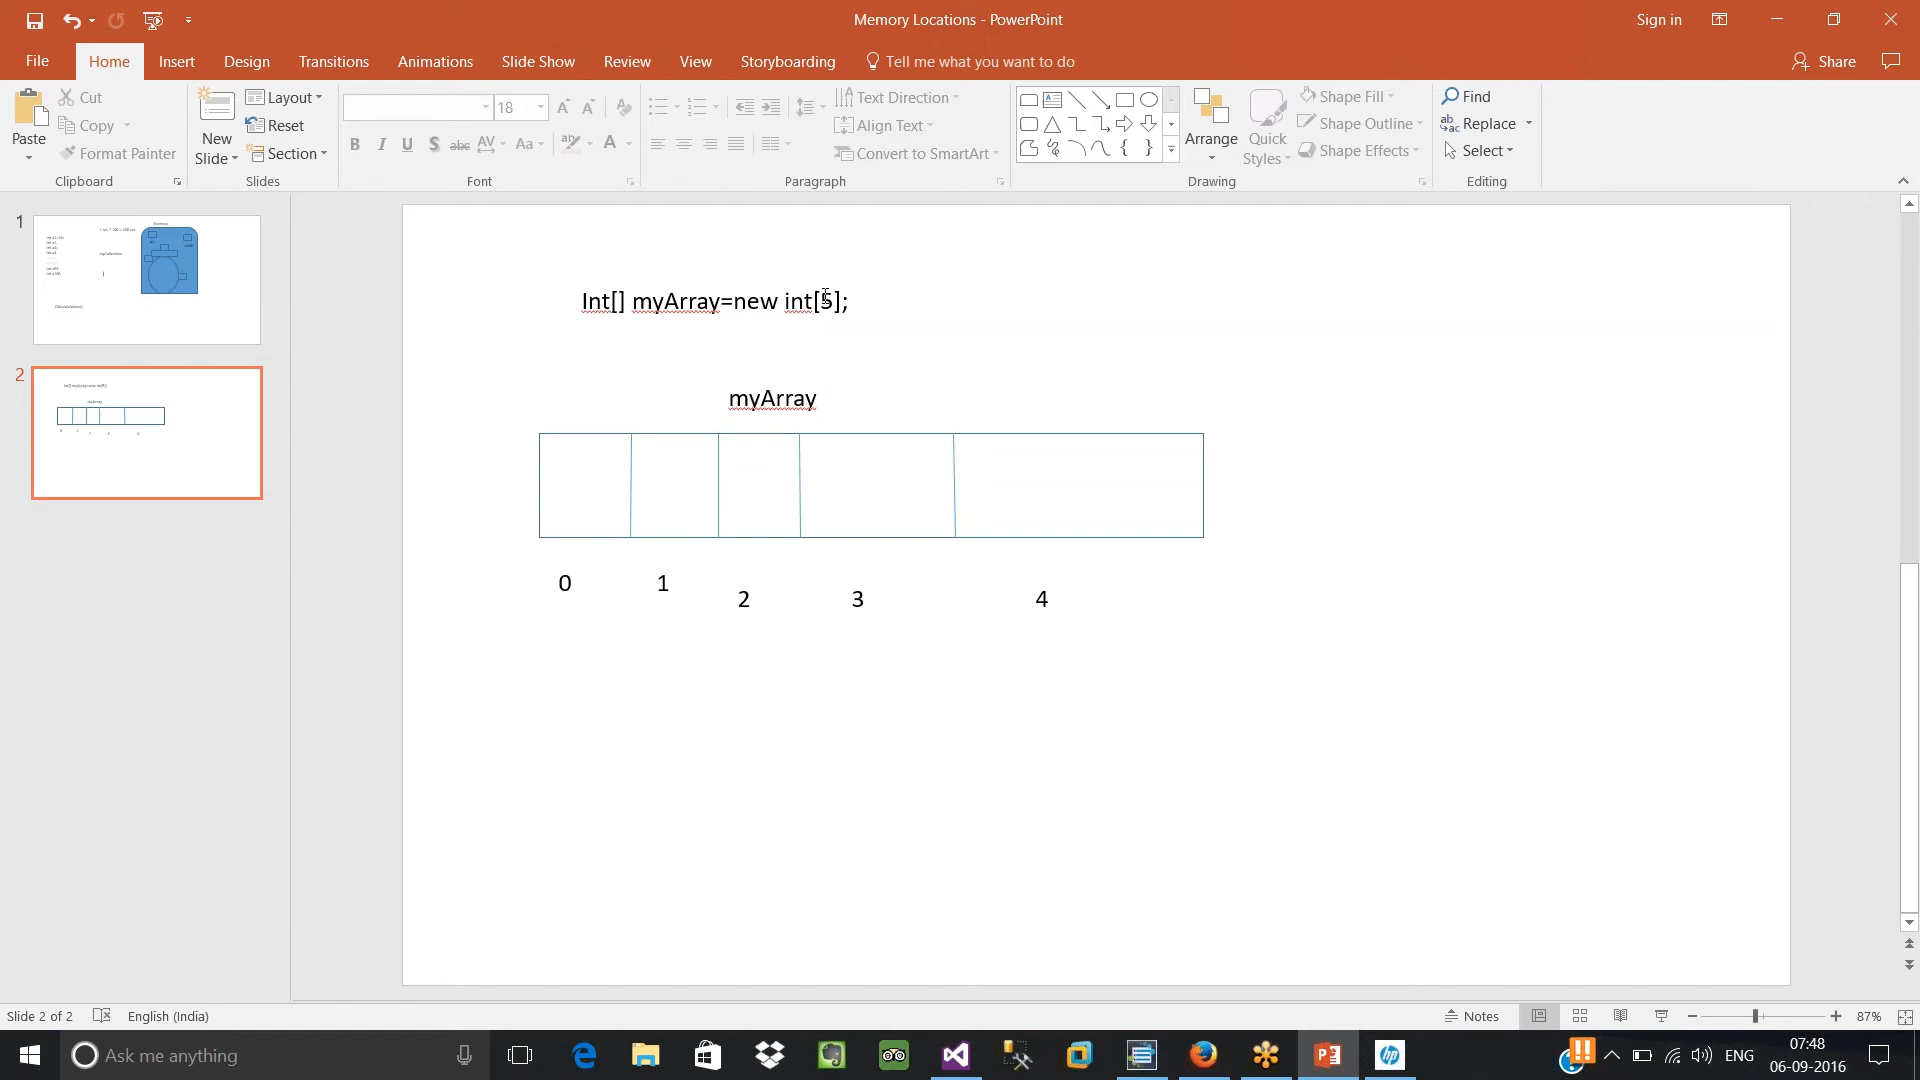 Memory Locations - PowerPoint
Sign in
File
Home
Insert
Design
Transitions
Animations
Slide Show
Review
View
Storyboarding
Tell me what you want to do
Share
Paste
Cut
Copy
Format Painter
Clipboard
New
Slide
Layout
Reset
Section
Slides
18
Font
Text Direction
Align Text
Convert to SmartArt
Paragraph
Arrange
Quick
Styles
Shape Fill
Shape Outline
Shape Effects
Drawing
Find
Replace
Select
Editing
1
2
Int[] myArray=new int[5];
myArray
0
1
2
3
4
Slide 2 of 2
English (India)
Notes
87%
Ask me anything
ENG
07:48
06-09-2016